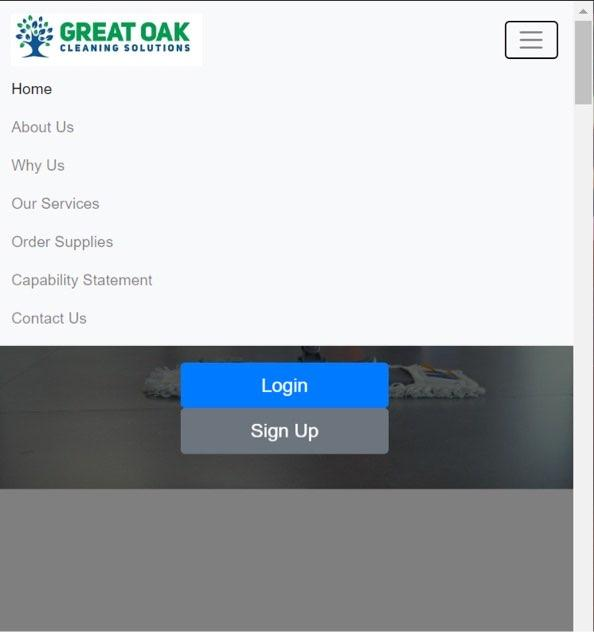 GREAT OAK
CLEANING SOLUTIONS
Home
About Us
Why Us
Our Services
Order Supplies
Capability Statement
Contact Us
Login
Sign Up